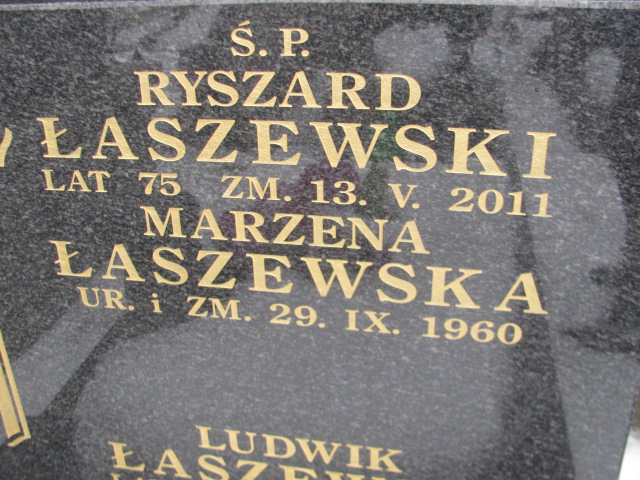 Ś. P.
RYSZARD
ŁASZEWSKI
LAT 75 ZM. 13. V. 2011
MARZENA
ŁASZEWSKA
UR. i ZM. 29. IX. 1960
LUDWIK